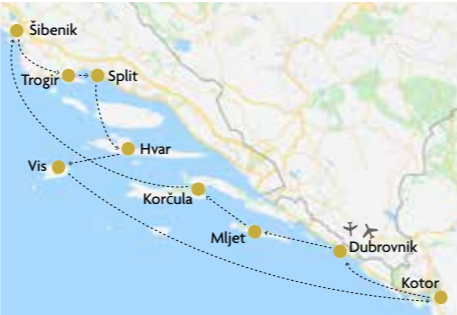 Šibenik
Trogir
Split
Hvar
Vis
Korčula
Mljet
Dubrovnik
Kotor